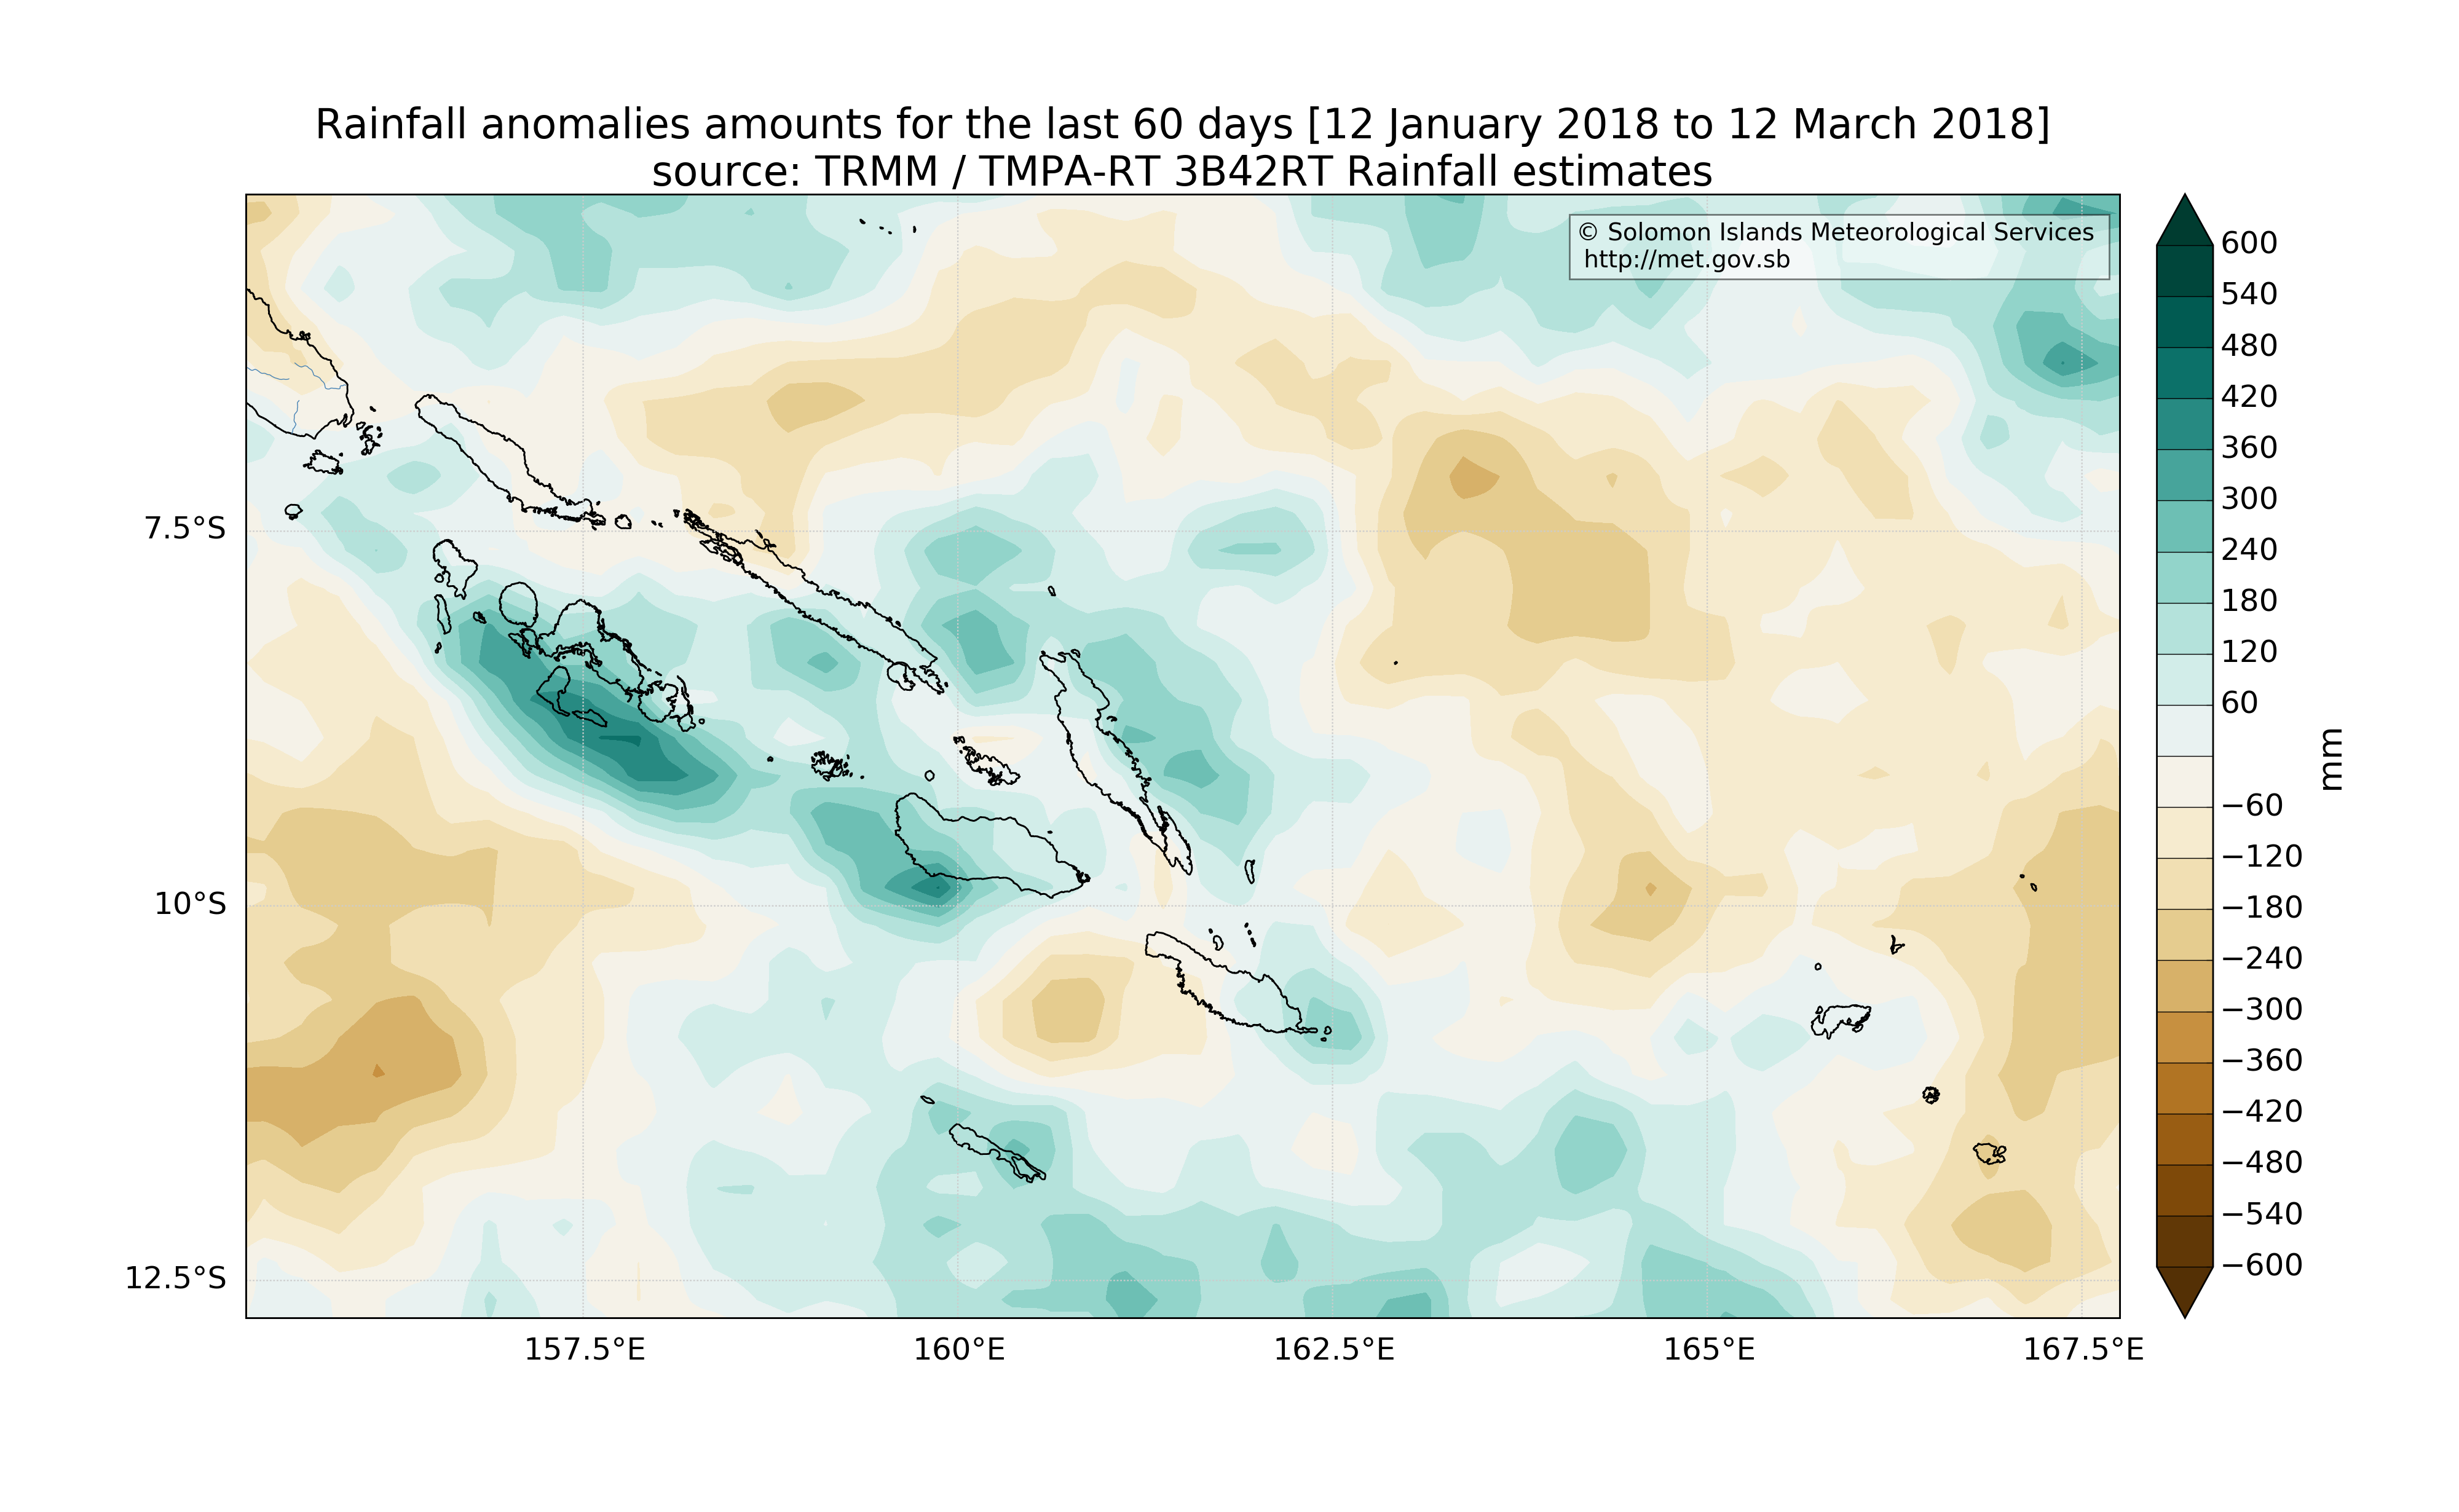 Rainfall anomalies amounts for the last 60 days [12 January 2018 to 12 March 2018]
source: TRMM / TMPA-RT 3B42RT Rainfall estimates
© Solomon Islands Meteorological Services
http://met.gov.sb
7.5°S
10°S
12.5°S
157.5°E
160°E
162.5°E
165°E
167.5°E
600
540
480
420
360
300
240
180
120
60
−60
−120
−180
−240
−300
−360
−420
−480
−540
−600
mm